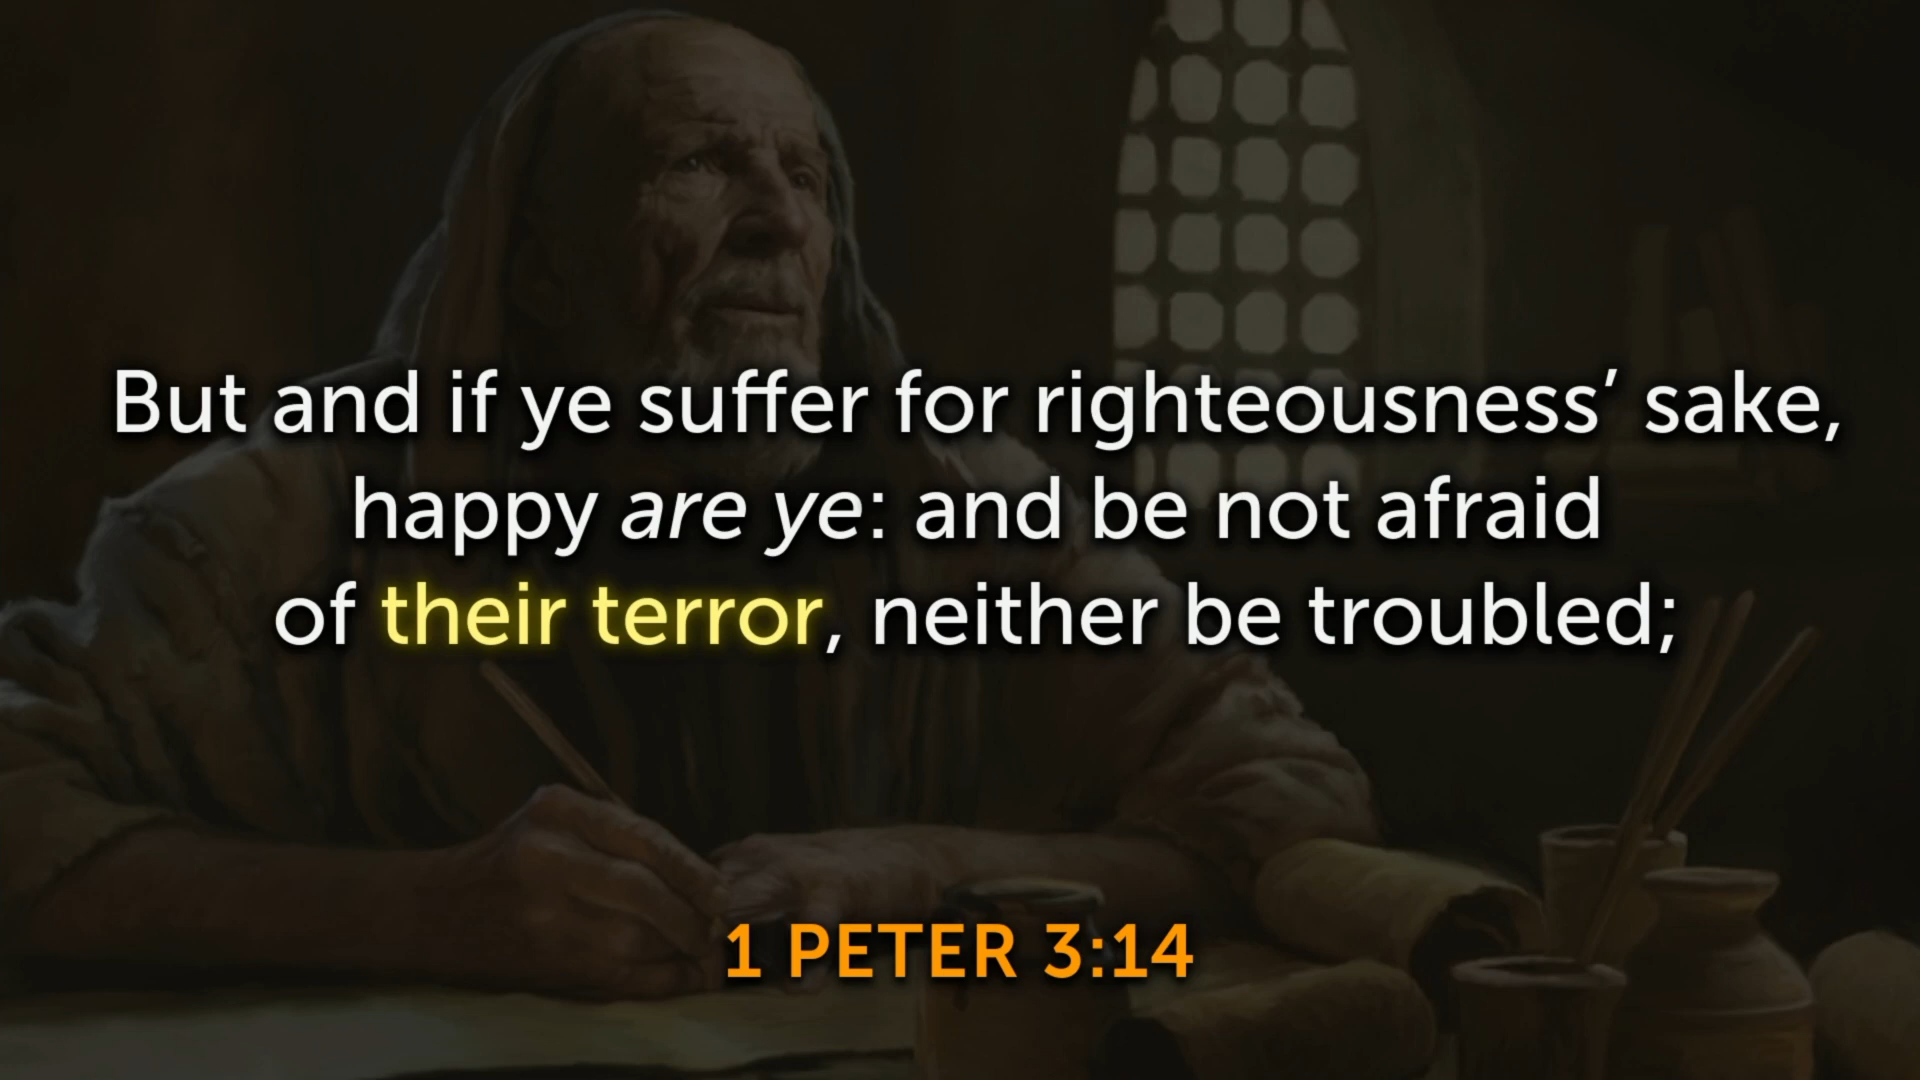 But and if ye suffer for righteousness’ sake,
happy are ye: and be not afraid
of their terror, neither be troubled;
1 PETER 3:14